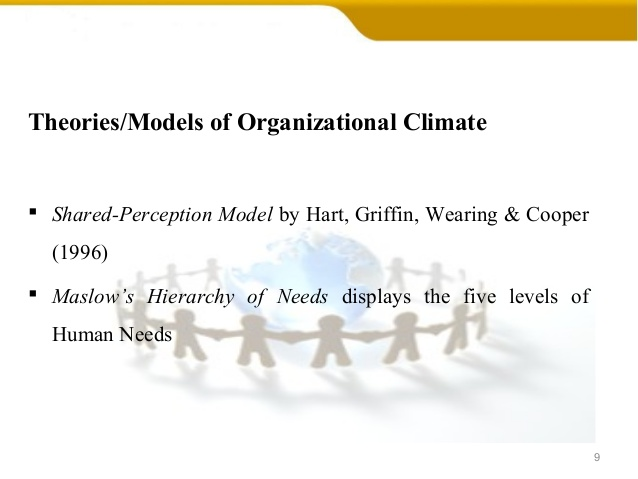 Theories/Models of Organizational Climate
▪ Shared-Perception Model by Hart, Griffin, Wearing & Cooper
(1996)
▪ Maslow’s Hierarchy of Needs displays the five levels of
Human Needs
9